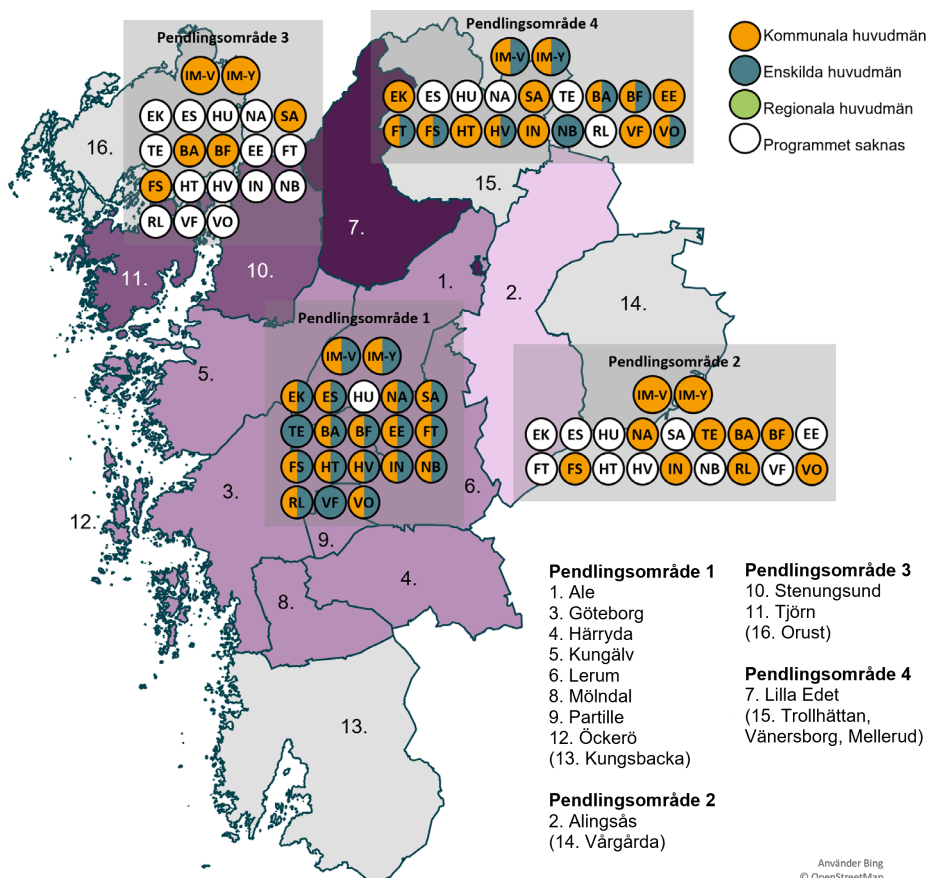 Pendlingsområde 3
IM-V IM-Y
EK ES HU NA SA
TE BA BF EE FT
FS HT HV IN NB
RL VF VO
Pendlingsområde 4
IM-V IM-Y
EK ES HU NA SA TE BA BF EE
FT FS HT HV IN NB RL VF VO
Kommunala huvudmän
Enskilda huvudmän
Regionala huvudmän
Programmet saknas
16.
15.
7.
11.
10.
1.
2.
14.
Pendlingsområde 1
IM-V IM-Y
EK ES HU NA SA
TE BA BF EE FT
FS HT HV IN NB
RL VF VO
Pendlingsområde 2
IM-V IM-Y
EK ES HU NA SA TE BA BF EE
FT FS HT HV IN NB RL VF VO
5.
3.
6.
12.
9.
4.
8.
13.
Pendlingsområde 1
1. Ale
3. Göteborg
4. Härryda
5. Kungälv
6. Lerum
8. Mölndal
9. Partille
12. Öckerö
(13. Kungsbacka)
Pendlingsområde 2
2. Alingsås
(14. Vårgårda)
Pendlingsområde 3
10. Stenungsund
11. Tjörn
(16. Orust)
Pendlingsområde 4
7. Lilla Edet
(15. Trollhättan,
Vänersborg, Mellerud)
Använder Bing
© OpenStreetMap